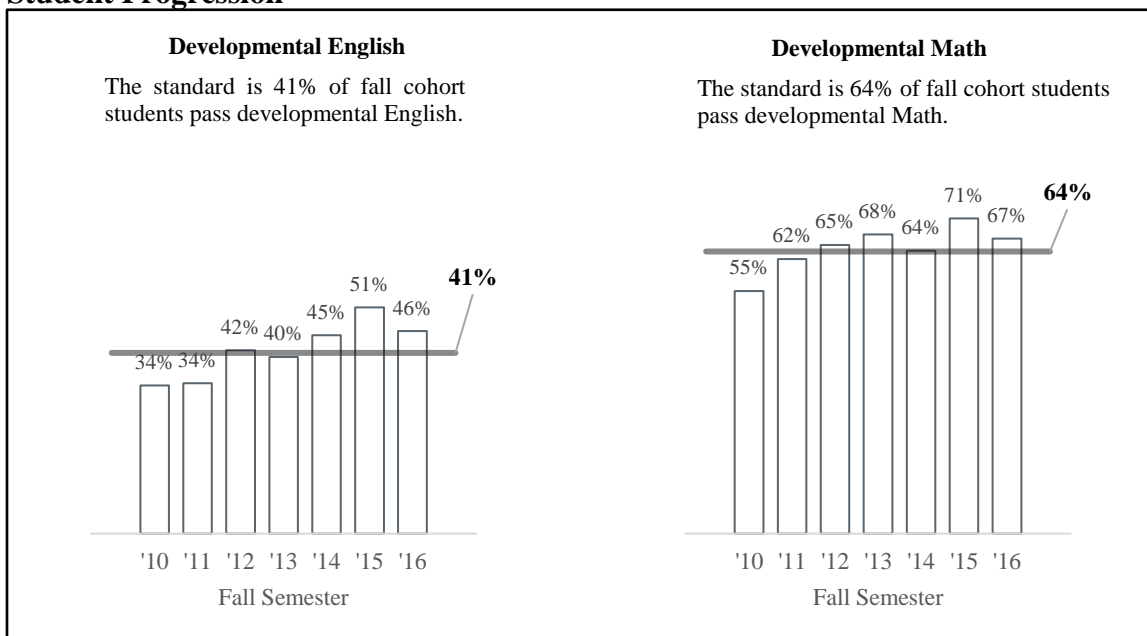 Student Progression
Developmental English
The standard is 41% of fall cohort
students pass developmental English.
41%
34%
34%
42%
40%
45%
51%
46%
'10 '11 '12 '13 '14 '15 '16
Fall Semester
Developmental Math
The standard is 64% of fall cohort students
pass developmental Math.
64%
55%
62%
65%
68%
64%
71%
67%
'10 '11 '12 '13 '14 '15 '16
Fall Semester